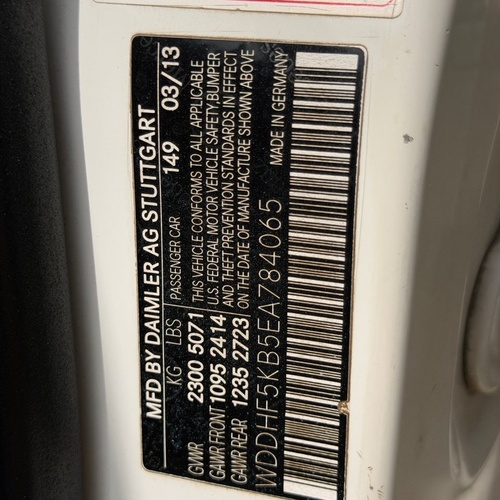 MFD BY DAIMLER AG STUTTGART
KG LBS PASSENGER CAR 149 03/13
GVWR 2300 5071 THIS VEHICLE CONFORMS TO ALL APPLICABLE
GAWR FRONT 1095 2414 U.S. FEDERAL MOTOR VEHICLE SAFETY, BUMPER
GAWR REAR 1235 2723 AND THEFT PREVENTION STANDARDS IN EFFECT
ON THE DATE OF MANUFACTURE SHOWN ABOVE
WDDHF5KB5EA784065 MADE IN GERMANY